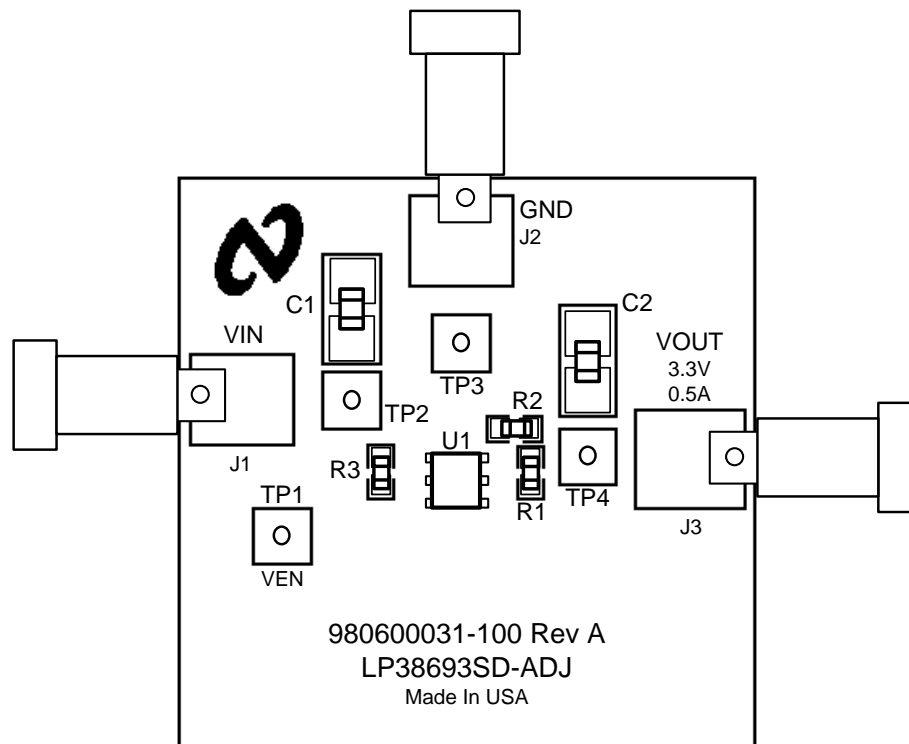 GND
J2
C1
C2
VIN
VOUT
3.3V
0.5A
TP3
TP2
R2
U1
R3
J1
TP4
R1
TP1
J3
VEN
980600031-100 Rev A
LP38693SD-ADJ
Made In USA